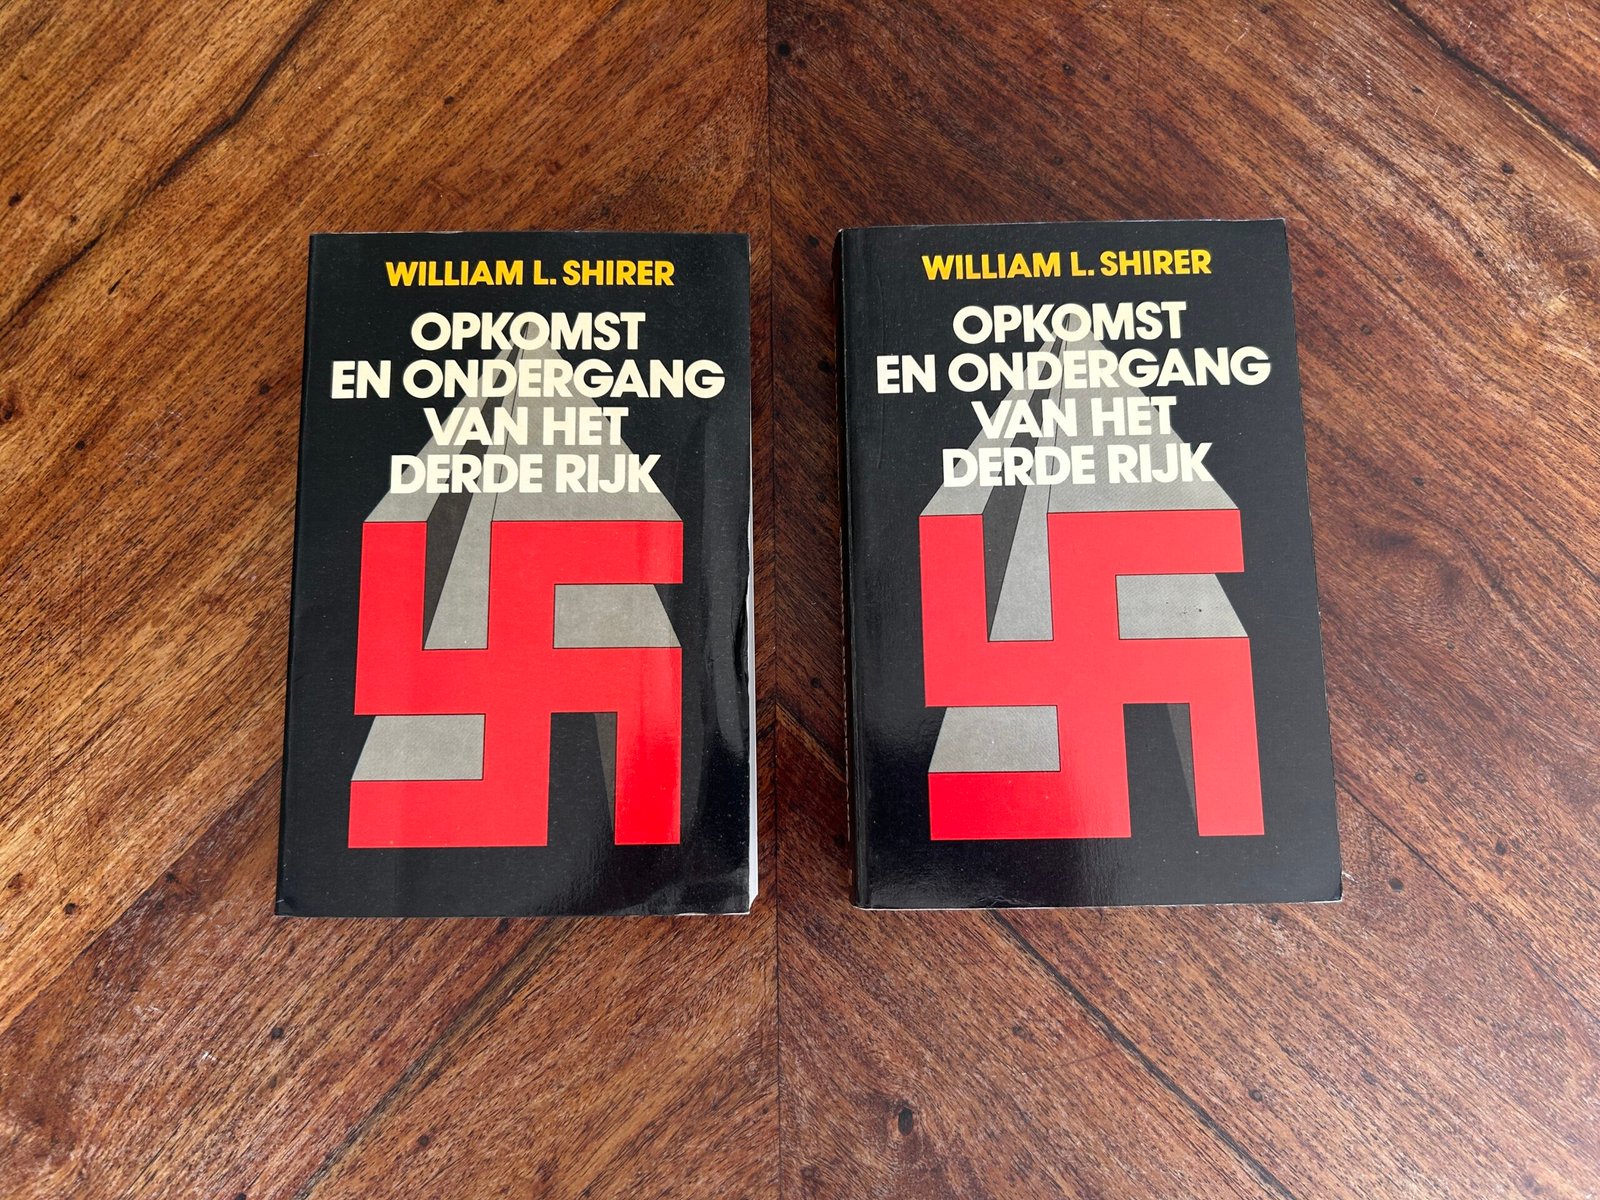 WILLIAM L. SHIRER
OPKOMST
EN ONDERGANG
VAN HET
DERDE RIJK
WILLIAM L. SHIRER
OPKOMST
EN ONDERGANG
VAN HET
DERDE RIJK